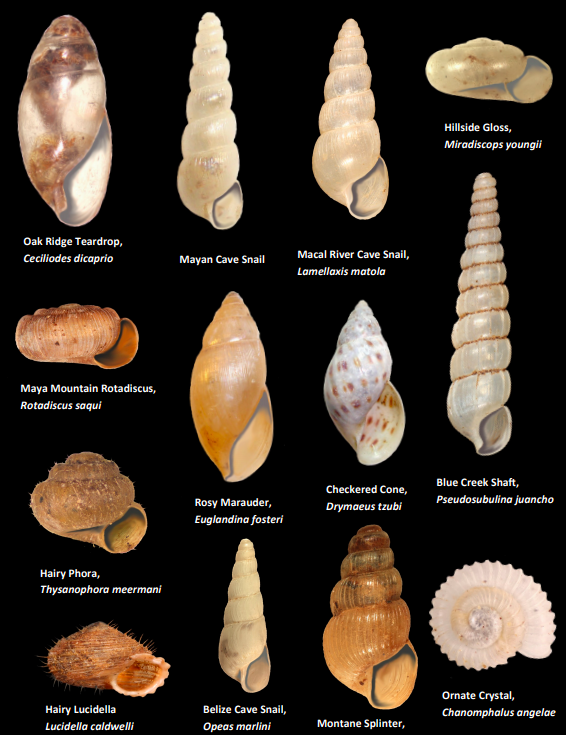 Hillside Gloss,
Miradiscops youngii
Oak Ridge Teardrop,
Ceciliodes dicaprio
Mayan Cave Snail
Macal River Cave Snail,
Lamellaxis matola
Maya Mountain Rotadiscus,
Rotadiscus saqui
Rosy Marauder,
Euglandina fosteri
Checkered Cone,
Drymaeus tzubi
Blue Creek Shaft,
Pseudosubulina juancho
Hairy Phora,
Thysanophora meermani
Hairy Lucidella
Lucidella caldwelli
Belize Cave Snail,
Opeas marlini
Montane Splinter,
Ornate Crystal,
Chanomphalus angelae